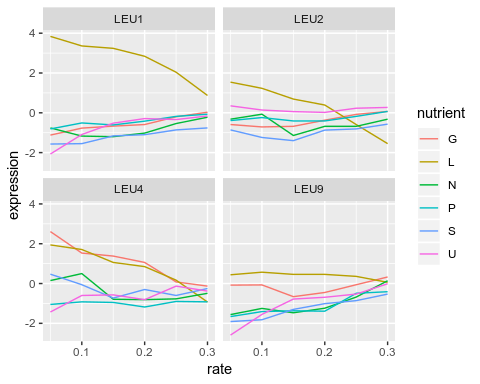 LEU1
LEU2
4
2
0
-2
LEU4
LEU9
4
2
0
-2
0.1
0.2
0.3
0.1
0.2
0.3
expression
rate
nutrient
G
L
N
P
S
U